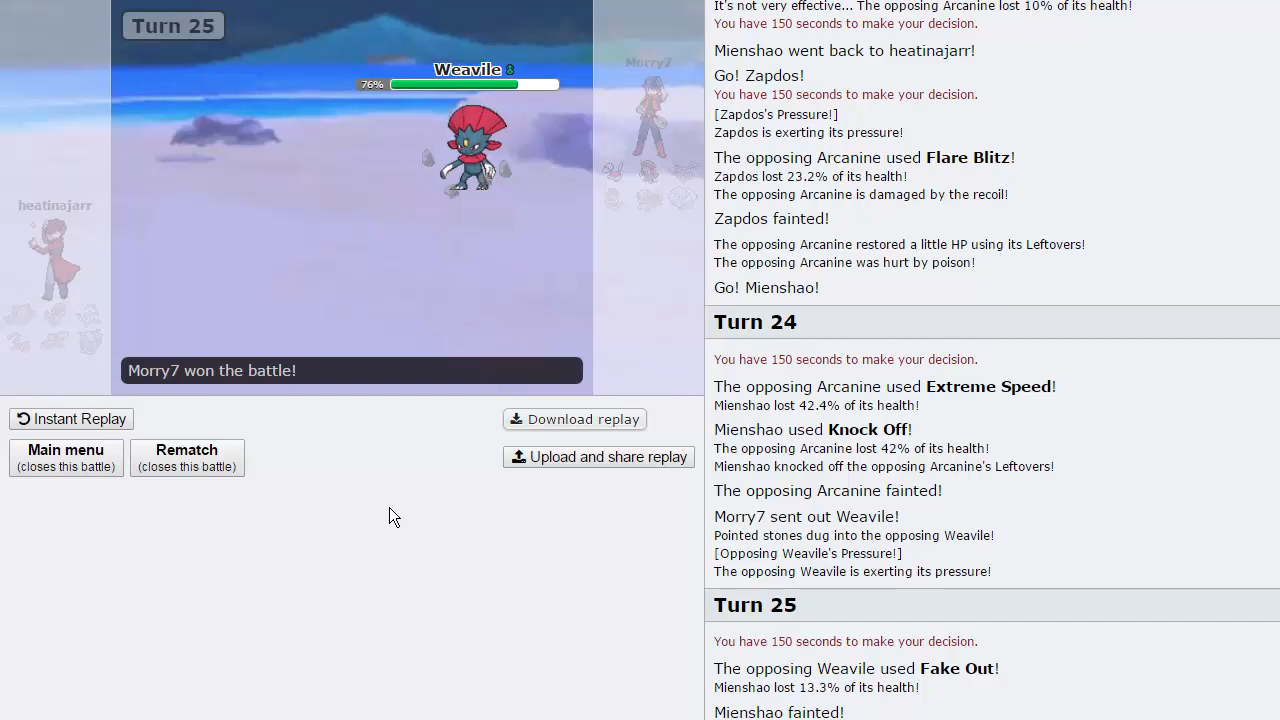 Turn 25
Weavile
76%
Morry7
heatinajarr
Morry7 won the battle!
Instant Replay
Download replay
Main menu
(closes this battle)
Rematch
(closes this battle)
Upload and share replay
It's not very effective... The opposing Arcanine lost 10% of its health!
You have 150 seconds to make your decision.
Mienshao went back to heatinajarr!
Go! Zapdos!
You have 150 seconds to make your decision.
[Zapdos's Pressure!]
Zapdos is exerting its pressure!
The opposing Arcanine used Flare Blitz!
Zapdos lost 23.2% of its health!
The opposing Arcanine is damaged by the recoil!
Zapdos fainted!
The opposing Arcanine restored a little HP using its Leftovers!
The opposing Arcanine was hurt by poison!
Go! Mienshao!
Turn 24
You have 150 seconds to make your decision.
The opposing Arcanine used Extreme Speed!
Mienshao lost 42.4% of its health!
Mienshao used Knock Off!
The opposing Arcanine lost 42% of its health!
Mienshao knocked off the opposing Arcanine's Leftovers!
The opposing Arcanine fainted!
Morry7 sent out Weavile!
Pointed stones dug into the opposing Weavile!
[Opposing Weavile's Pressure!]
The opposing Weavile is exerting its pressure!
Turn 25
You have 150 seconds to make your decision.
The opposing Weavile used Fake Out!
Mienshao lost 13.3% of its health!
Mienshao fainted!